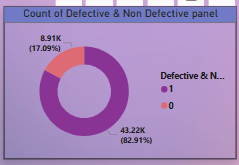 Count of Defective & Non Defective panel
8.91K
(17.09%)
Defective & N...
1
0
43.22K
(82.91%)